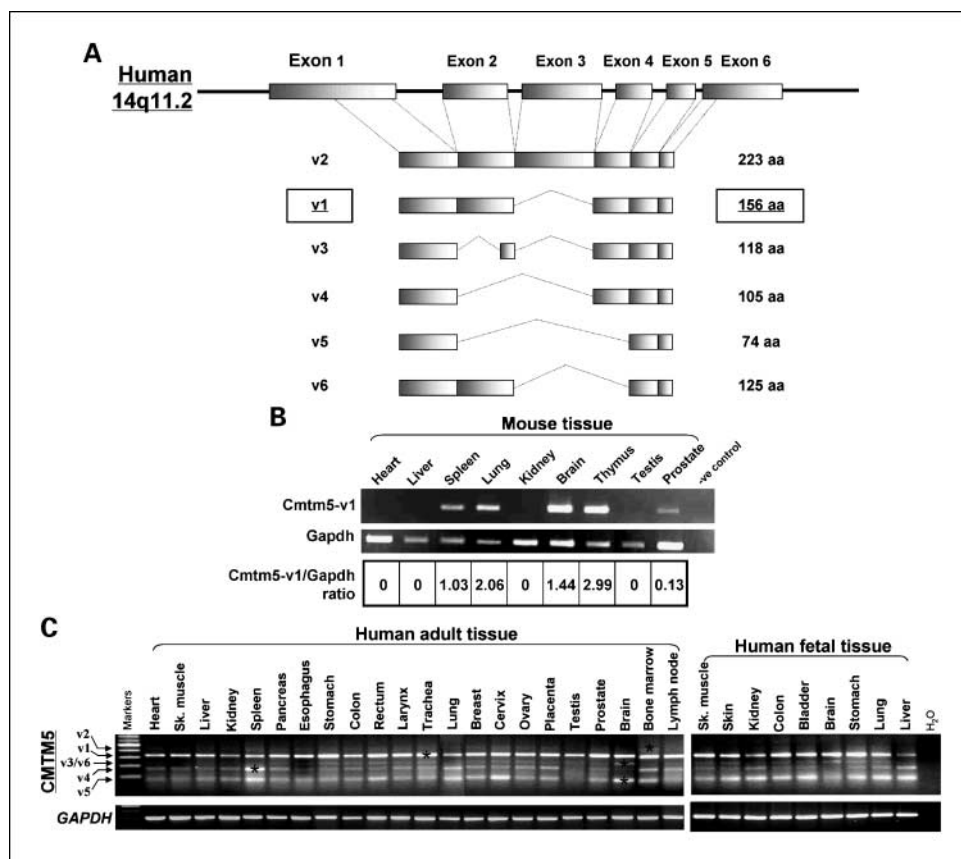 A
Human
14q11.2
Exon 1 Exon 2 Exon 3 Exon 4 Exon 5 Exon 6
v2 223 aa
v1 156 aa
v3 118 aa
v4 105 aa
v5 74 aa
v6 125 aa
B
Mouse tissue
Heart Liver Spleen Lung Kidney Brain Thymus Testis Prostate -ve control
Cmtm5-v1
Gapdh
Cmtm5-v1/Gapdh
ratio
0 0 1.03 2.06 0 1.44 2.99 0 0.13
C
Human adult tissue
Human fetal tissue
Markers Heart Sk. muscle Liver Kidney Spleen Pancreas Esophagus Stomach Colon Rectum Larynx Trachea Lung Breast Cervix Ovary Placenta Testis Prostate Brain Bone marrow Lymph node
Sk. muscle Skin Kidney Colon Bladder Brain Stomach Lung Liver H2O
CMTM5
v2
v1
v3/v6
v4
v5
* * * * * 
GAPDH